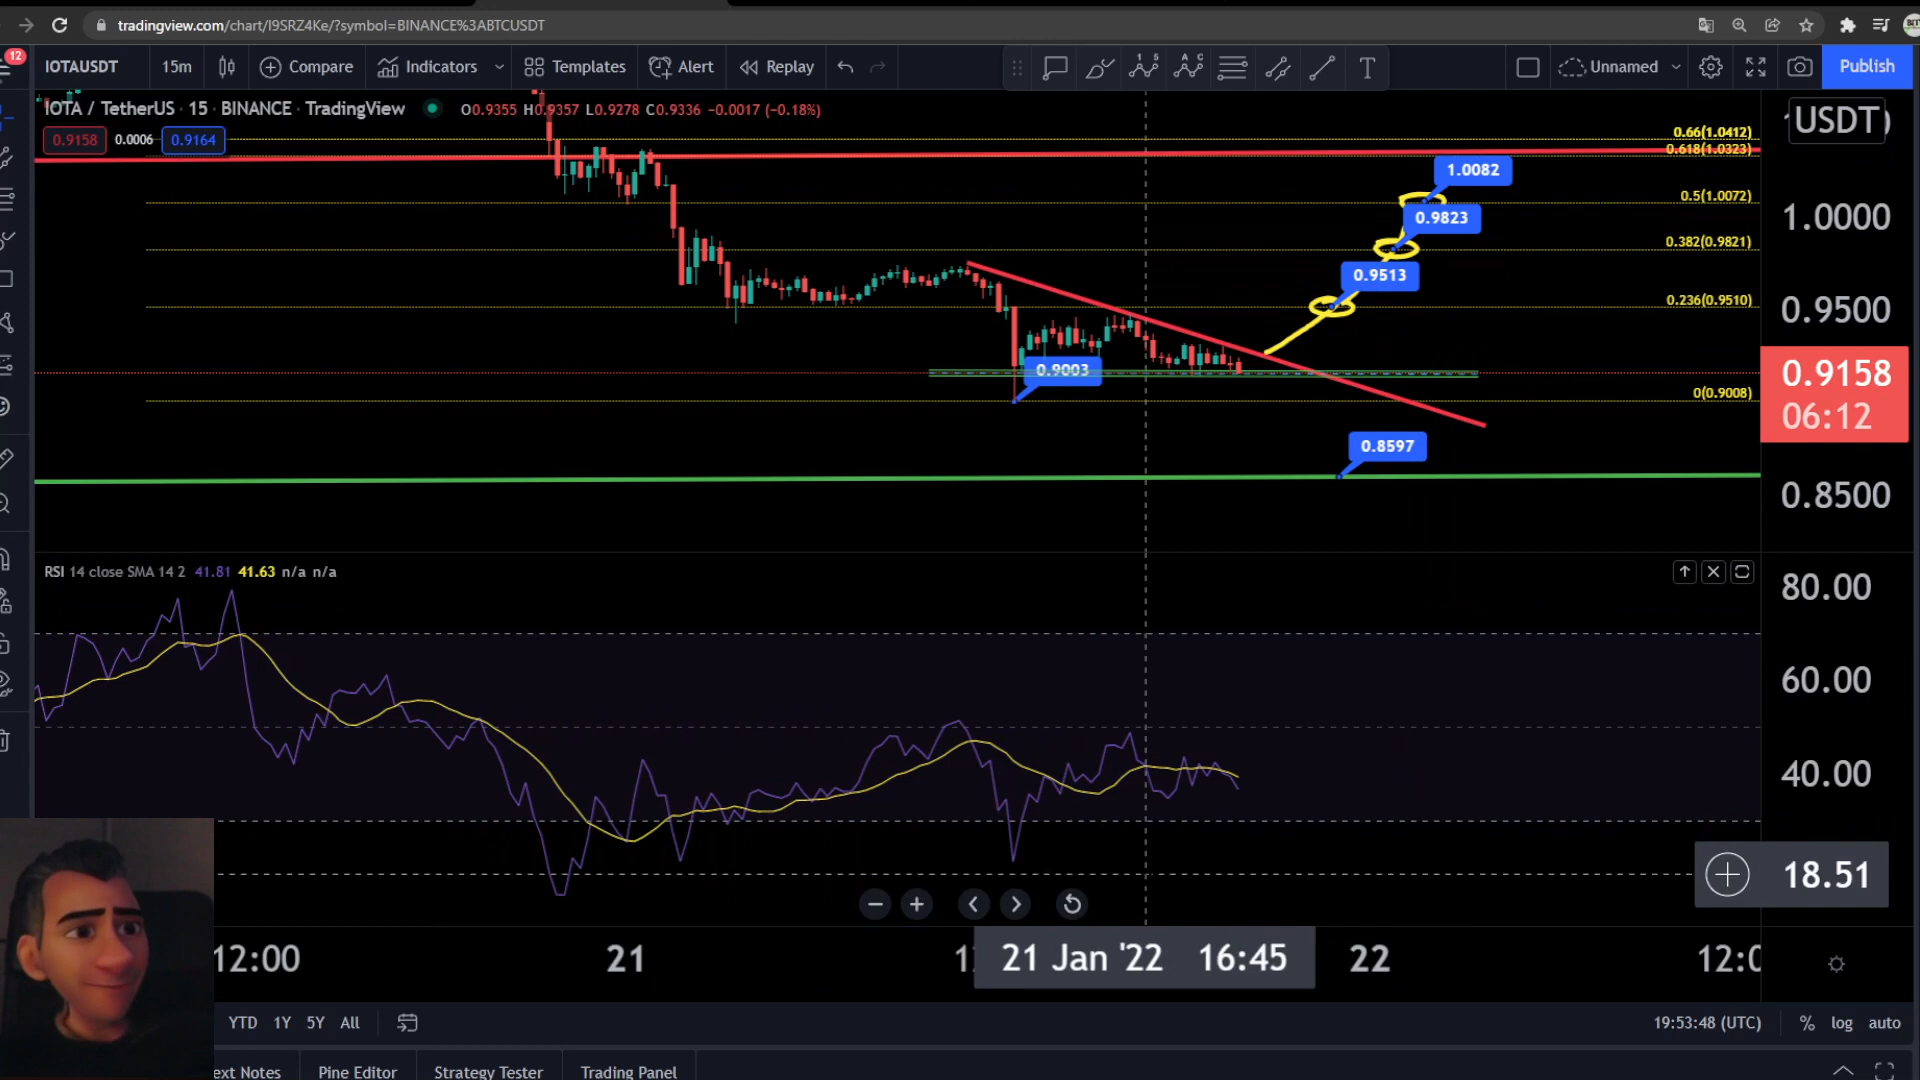 tradingview.com/chart/I9SRZ4Ke/?symbol=BINANCE%3ABTCUSDT
12
IOTAUSDT 15m Compare Indicators Templates Alert Replay Unnamed Publish
IOTA / TetherUS · 15 · BINANCE · TradingView O0.9355 H0.9357 L0.9278 C0.9336 −0.0017 (−0.18%)
0.9158 0.0006 0.9164
USDT
0.66(1.0412)
0.618(1.0323)
1.0082
0.5(1.0072)
1.0000
0.9823
0.382(0.9821)
0.9513
0.236(0.9510)
0.9500
0.9003
0.9158
06:12
0(0.9008)
0.8597
0.8500
RSI 14 close SMA 14 2 41.81 41.63 n/a n/a
80.00
60.00
40.00
18.51
12:00 21 21 Jan '22 16:45 22
YTD 1Y 5Y All 19:53:48 (UTC) % log auto
ext Notes Pine Editor Strategy Tester Trading Panel